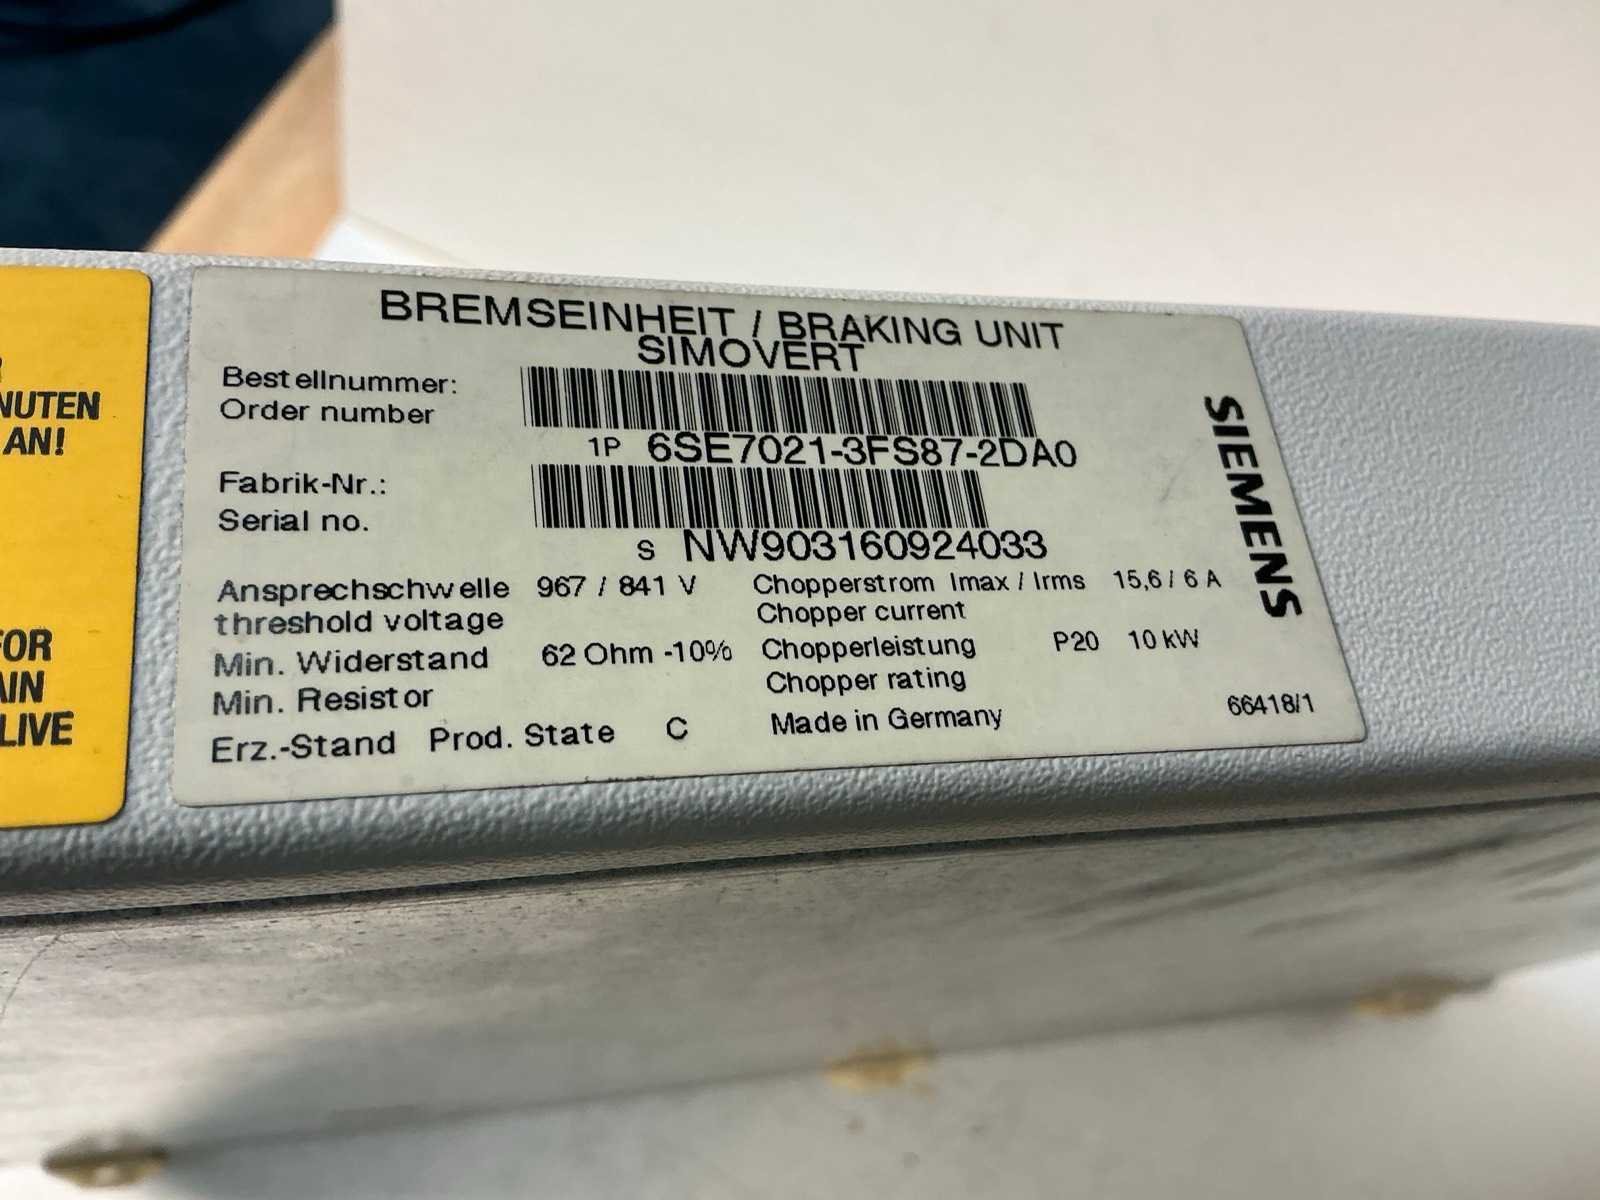 NUTEN
AN!
FOR
LIVE
BREMSEINHEIT / BRAKING UNIT
SIMOVERT
Bestellnummer:
Order number
1P 6SE7021-3FS87-2DA0
Fabrik-Nr.:
Serial no.
S NW903160924033
Ansprechschwelle 967 / 841 V Chopperstrom Imax / Irms 15,6 / 6 A
threshold voltage Chopper current
Min. Widerstand 62 Ohm -10% Chopperleistung P20 10 kW
Min. Resistor Chopper rating
Erz.-Stand Prod. State C Made in Germany 66418/1
SIEMENS